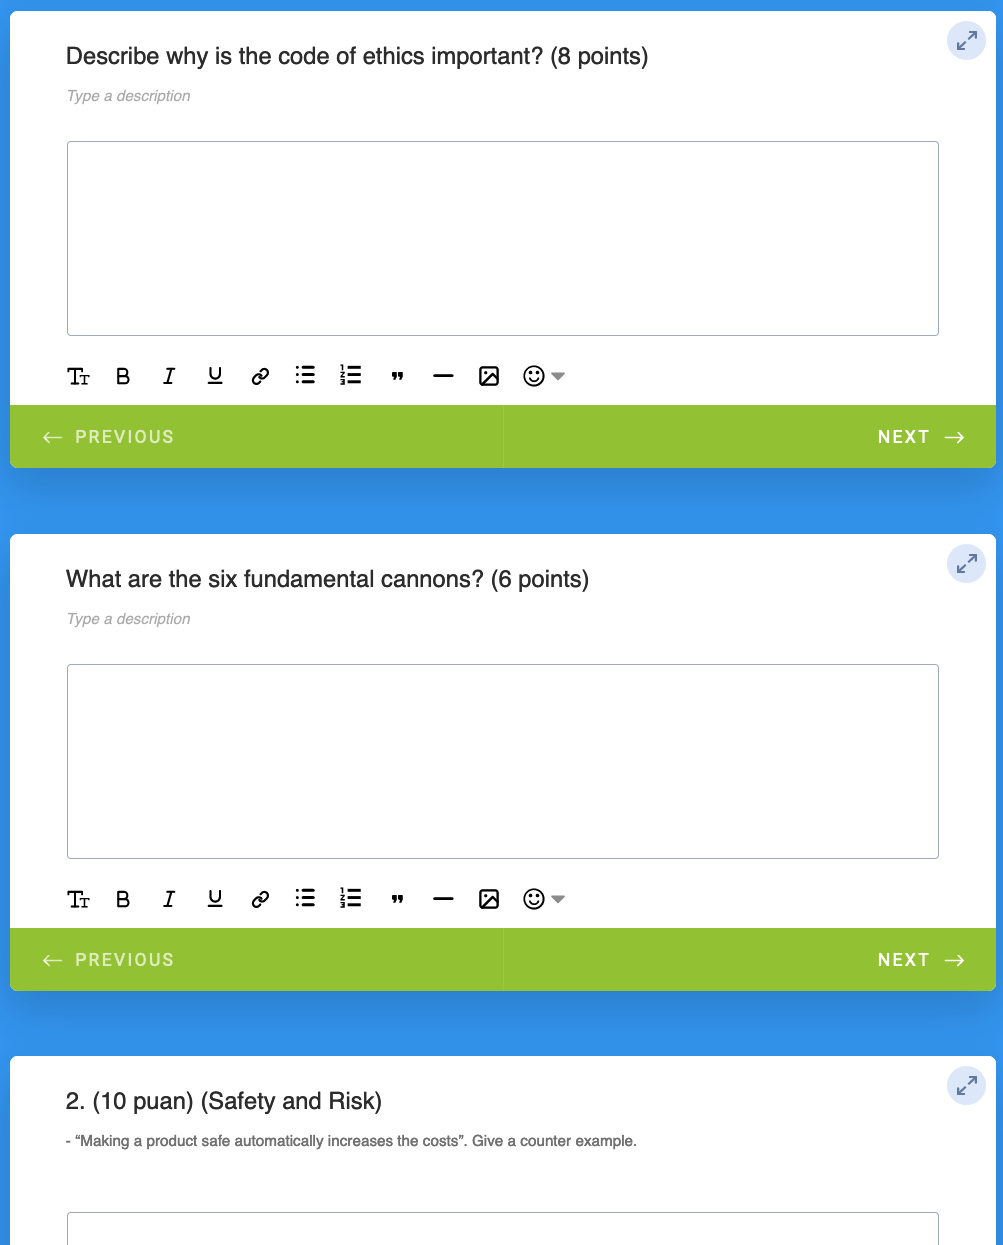 Describe why is the code of ethics important? (8 points)
Type a description
PREVIOUS
NEXT
What are the six fundamental cannons? (6 points)
Type a description
PREVIOUS
NEXT
2. (10 puan) (Safety and Risk)
- “Making a product safe automatically increases the costs”. Give a counter example.